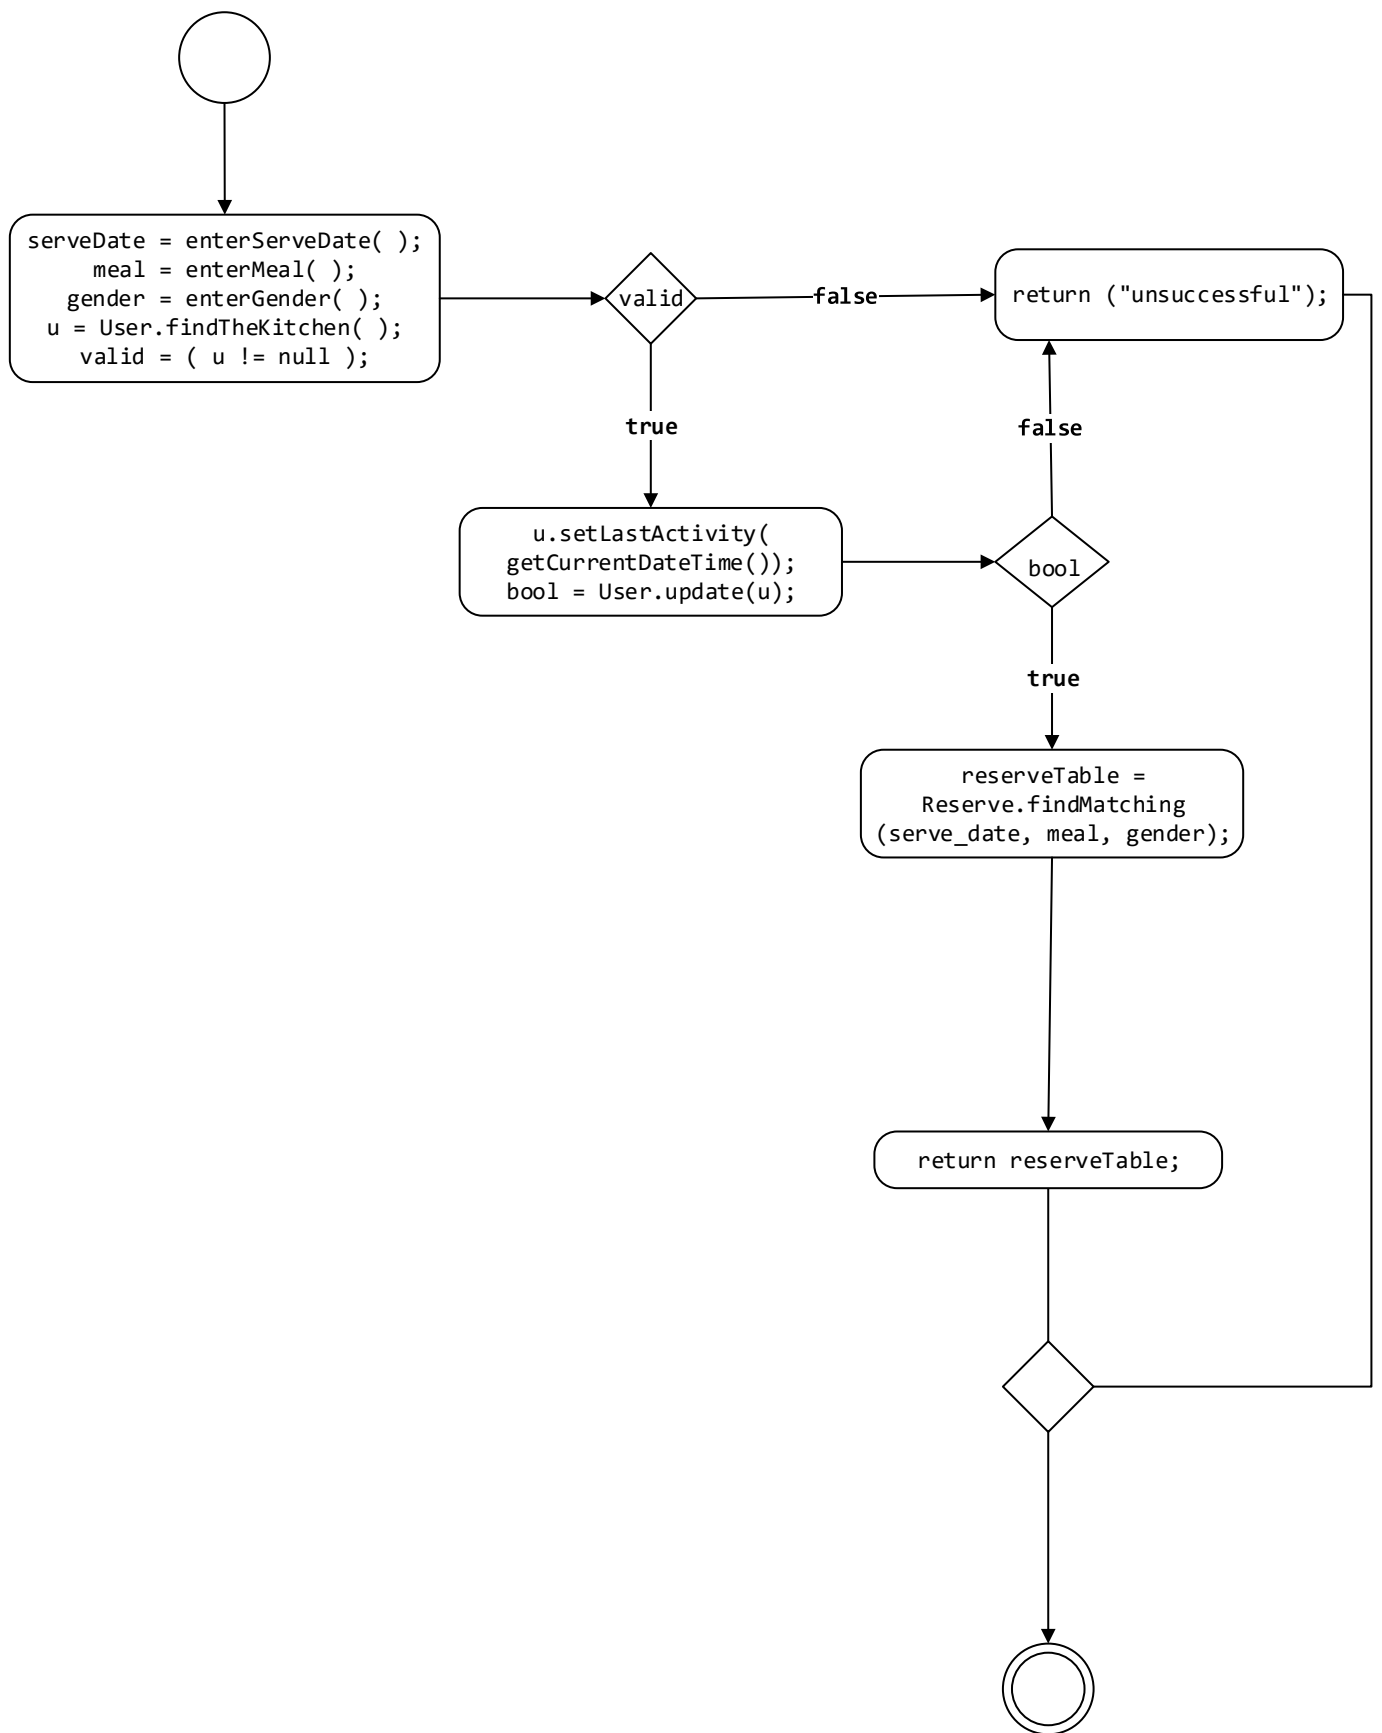 serveDate = enterServeDate( );
meal = enterMeal( );
gender = enterGender( );
u = User.findTheKitchen( );
valid = ( u != null );
valid
false
return ("unsuccessful");
true
false
u.setLastActivity(
getCurrentDateTime());
bool = User.update(u);
bool
true
reserveTable =
Reserve.findMatching
(serve_date, meal, gender);
return reserveTable;